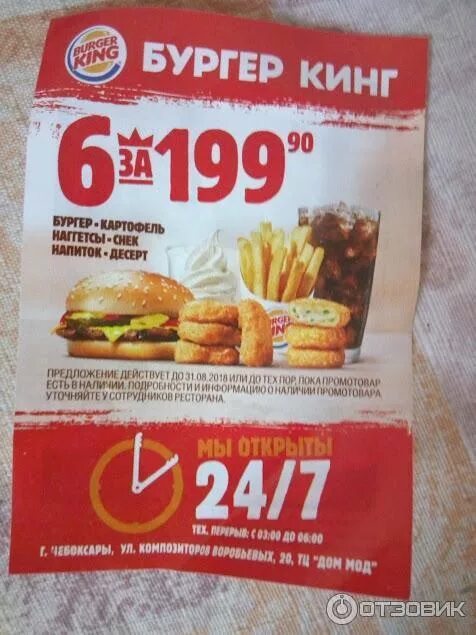 BURGER KING
БУРГЕР КИНГ
6 ЗА 199 90
БУРГЕР • КАРТОФЕЛЬ
НАГГЕТСЫ • СНЕК
НАПИТОК • ДЕСЕРТ
BURGER KING
ПРЕДЛОЖЕНИЕ ДЕЙСТВУЕТ ДО 31.08.2018 ИЛИ ДО ТЕХ ПОР, ПОКА ПРОМОТОВАР
ЕСТЬ В НАЛИЧИИ. ПОДРОБНОСТИ И ИНФОРМАЦИЮ О НАЛИЧИИ ПРОМОТОВАРА
УТОЧНЯЙТЕ У СОТРУДНИКОВ РЕСТОРАНА.
МЫ ОТКРЫТЫ
24/7
ТЕХ. ПЕРЕРЫВ: С 03:00 ДО 06:00
Г. ЧЕБОКСАРЫ, УЛ. КОМПОЗИТОРОВ ВОРОБЬЕВЫХ, 20, ТЦ "ДОМ МОД"
ОТЗОВИК